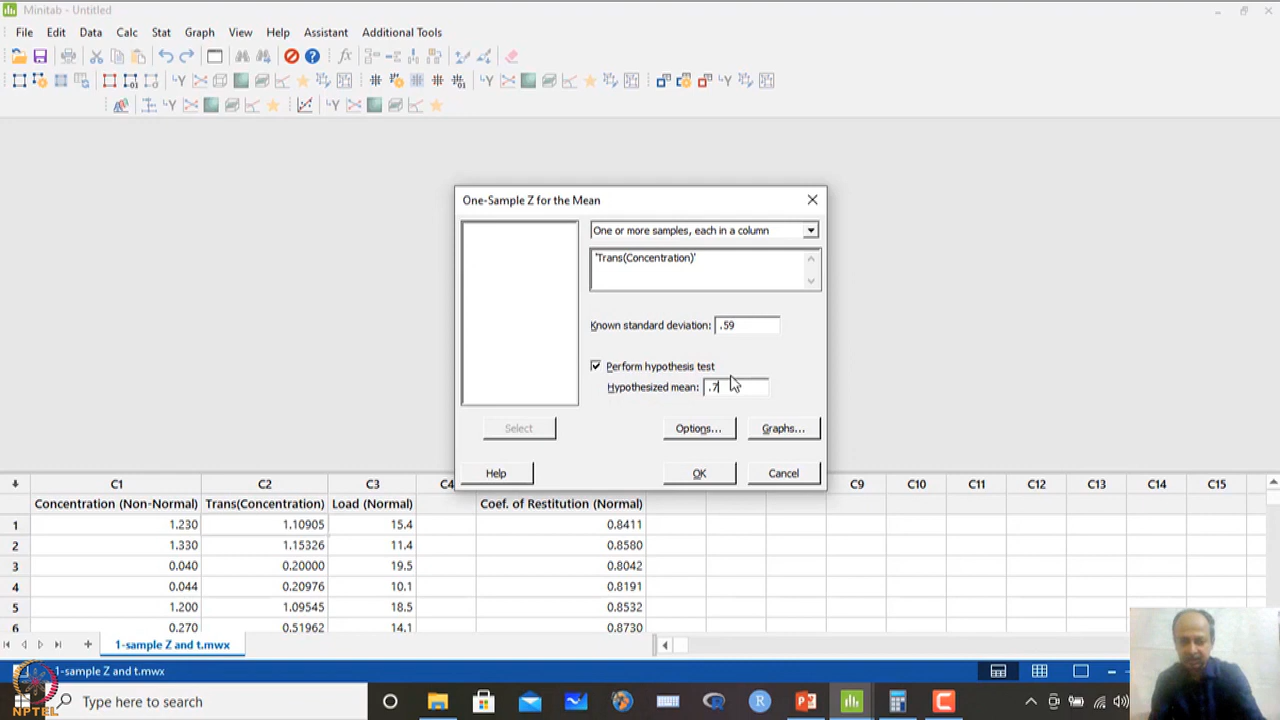 Minitab - Untitled
File Edit Data Calc Stat Graph View Help Assistant Additional Tools
One-Sample Z for the Mean
One or more samples, each in a column
'Trans(Concentration)'
Known standard deviation: .59
Perform hypothesis test
Hypothesized mean: .7
Select Options... Graphs...
Help OK Cancel
C1 C2 C3 C4 C9 C10 C11 C12 C13 C14 C15
Concentration (Non-Normal) Trans(Concentration) Load (Normal) Coef. of Restitution (Normal)
1 1.230 1.10905 15.4 0.8411
2 1.330 1.15326 11.4 0.8580
3 0.040 0.20000 19.5 0.8042
4 0.044 0.20976 10.1 0.8191
5 1.200 1.09545 18.5 0.8532
6 0.270 0.51962 14.1 0.8730
1-sample Z and t.mwx
1-sample Z and t.mwx
Type here to search
NPTEL